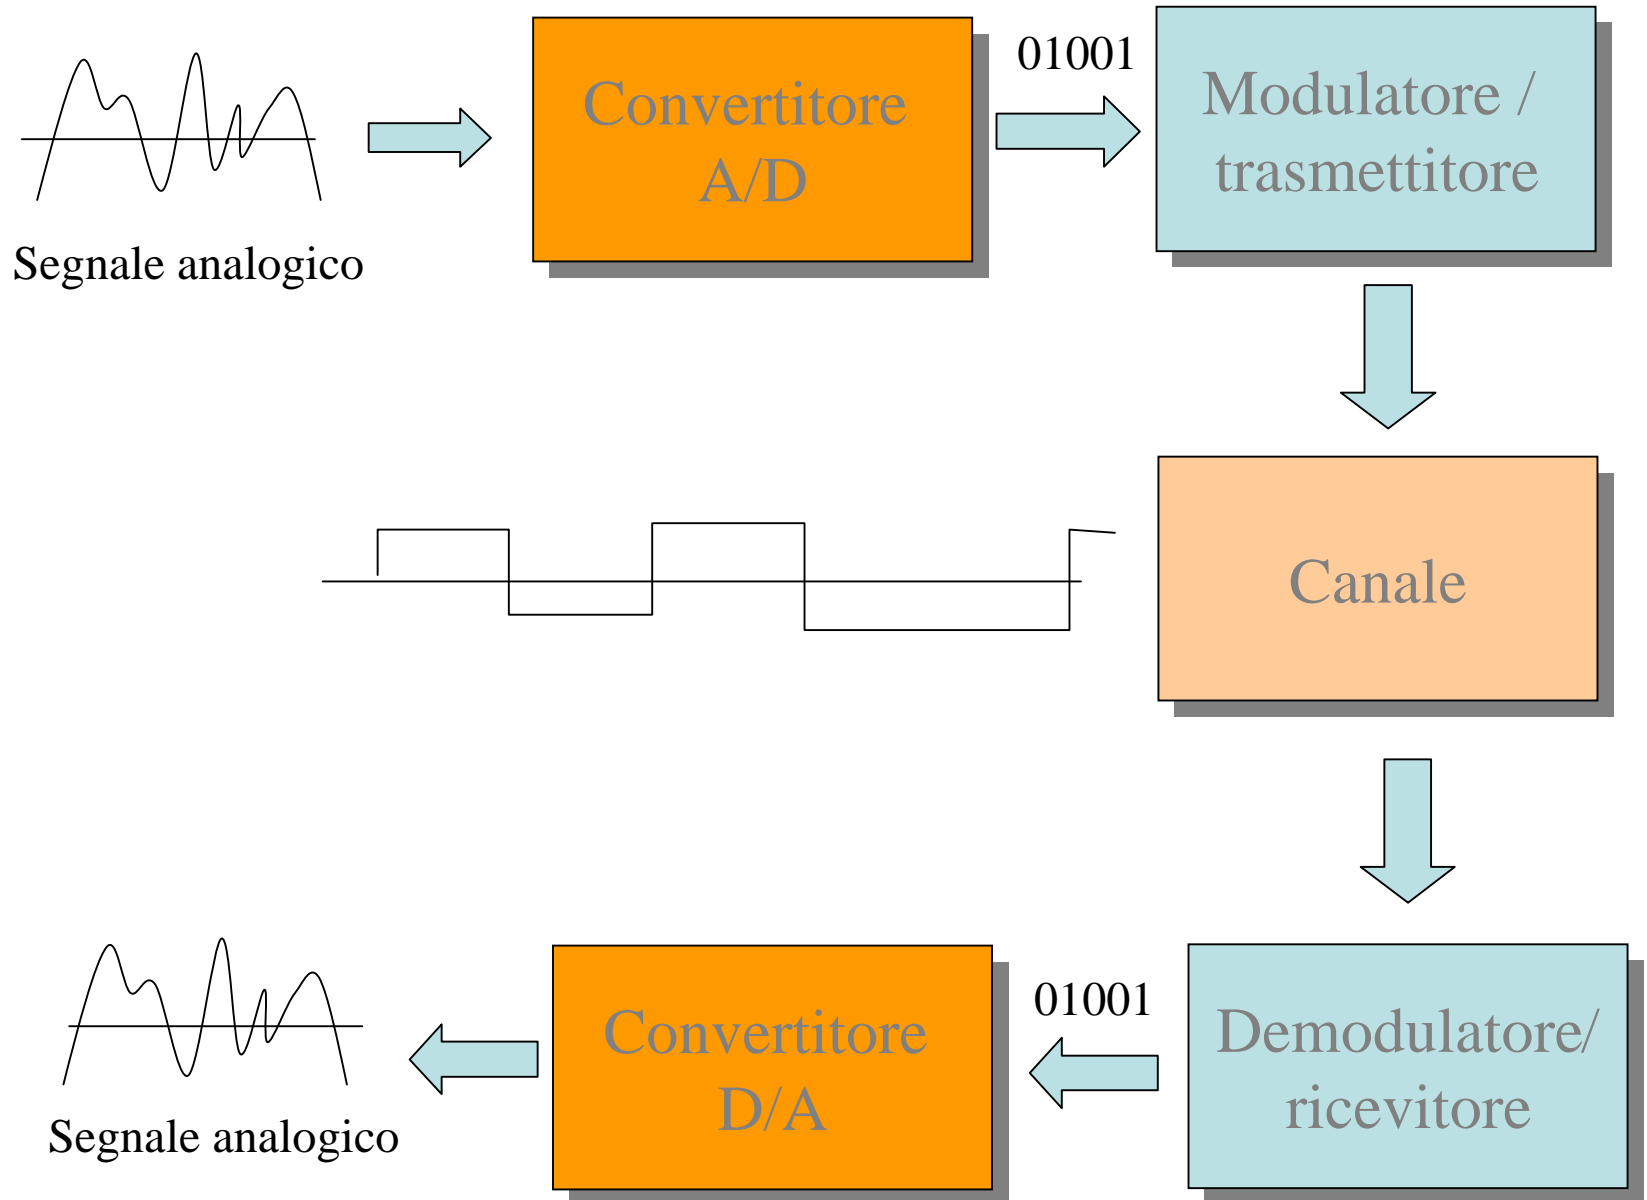 Segnale analogico
Convertitore
A/D
01001
Modulatore /
trasmettitore
Canale
Demodulatore/
ricevitore
01001
Convertitore
D/A
Segnale analogico